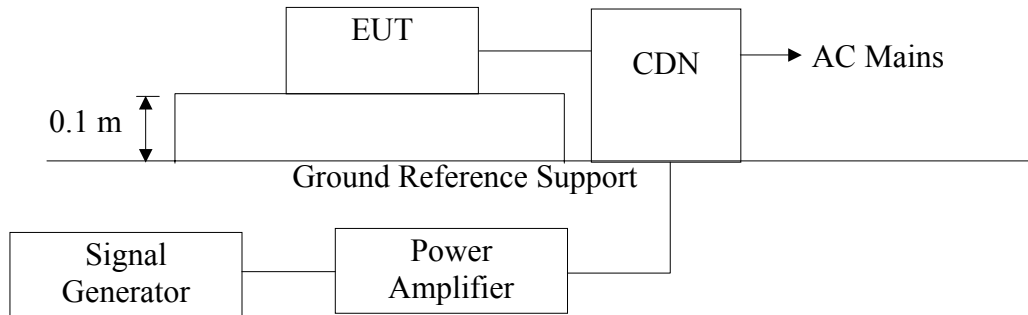 EUT
CDN
AC Mains
0.1 m
Ground Reference Support
Signal
Generator
Power
Amplifier